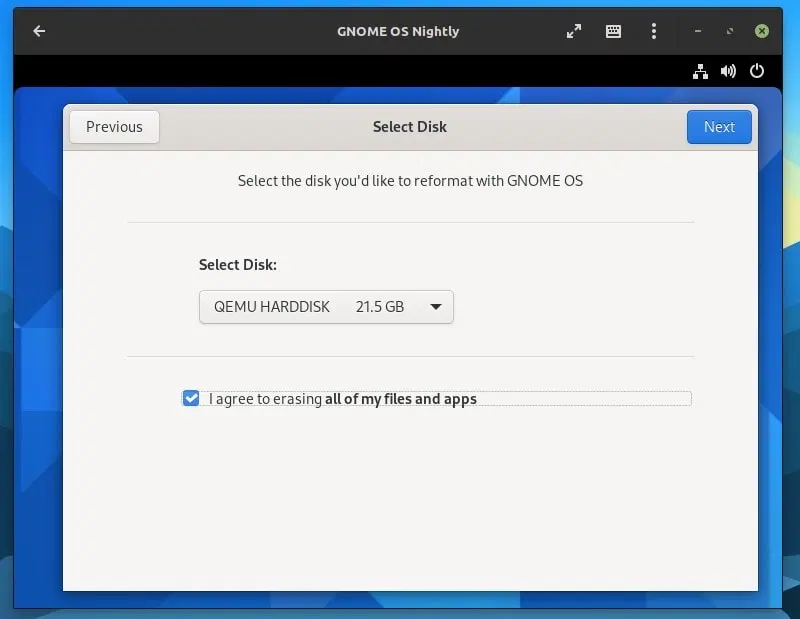 GNOME OS Nightly
Previous
Select Disk
Next
Select the disk you'd like to reformat with GNOME OS
Select Disk:
QEMU HARDDISK 21.5 GB
I agree to erasing all of my files and apps